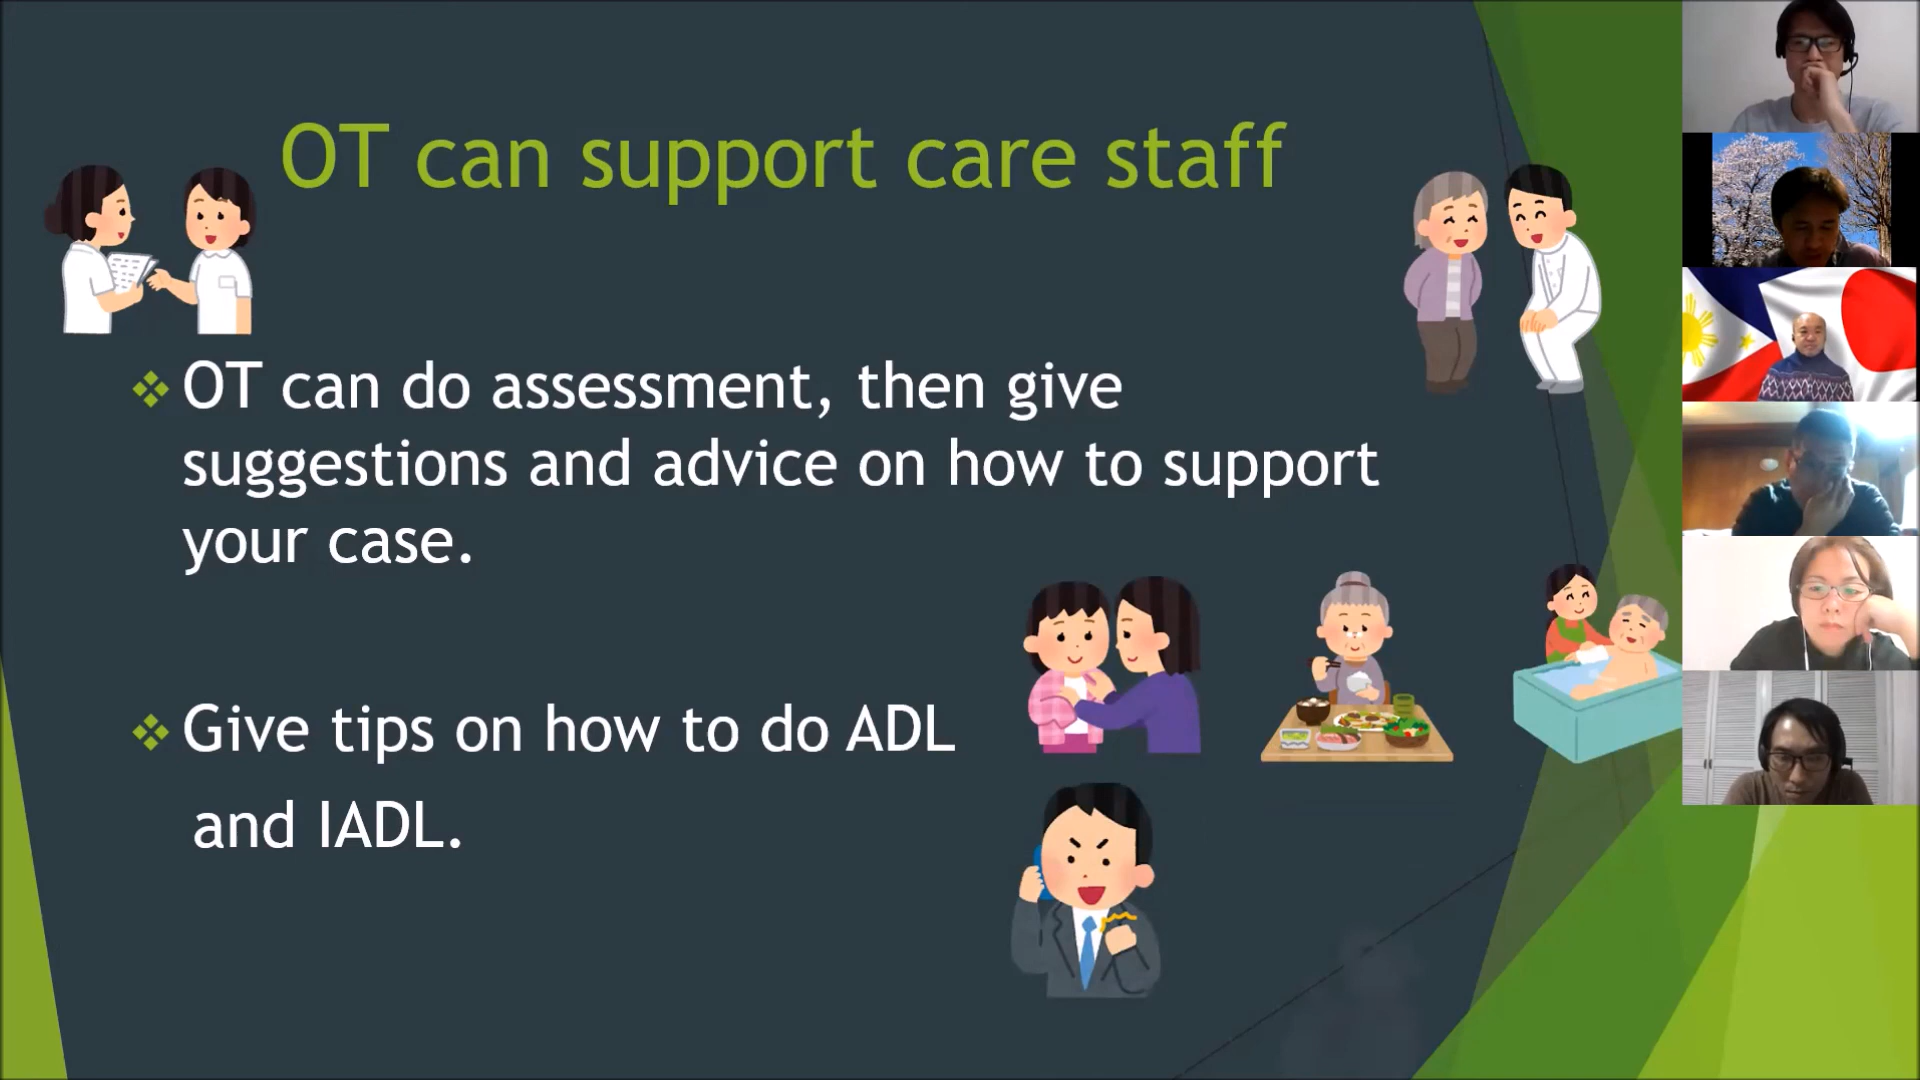 OT can support care staff
OT can do assessment, then give
suggestions and advice on how to support
your case.
Give tips on how to do ADL
and IADL.